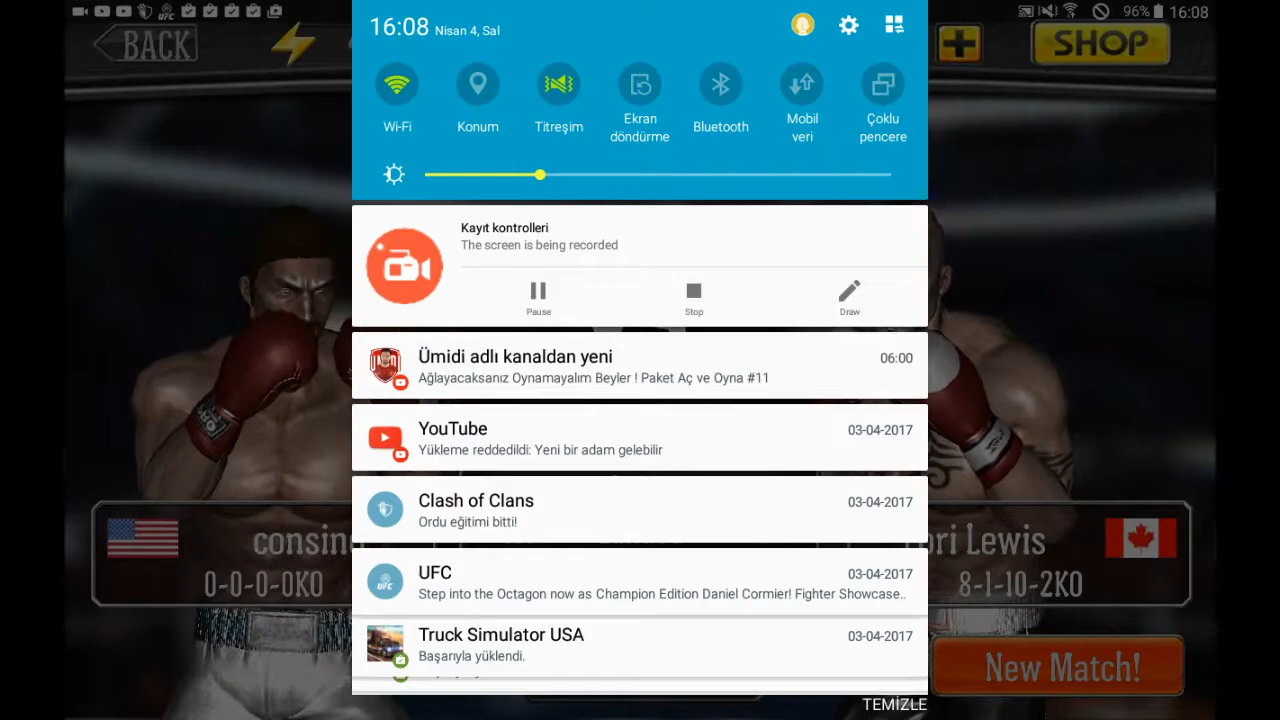 96% 16:08
BACK
SHOP
16:08 Nisan 4, Sal
Wi-Fi
Konum
Titreşim
Ekran
döndürme
Bluetooth
Mobil
veri
Çoklu
pencere
Kayıt kontrolleri
The screen is being recorded
Pause
Stop
Draw
Ümidi adlı kanaldan yeni
06:00
Ağlayacaksanız Oynamayalım Beyler ! Paket Aç ve Oyna #11
YouTube
03-04-2017
Yükleme reddedildi: Yeni bir adam gelebilir
Clash of Clans
03-04-2017
Ordu eğitimi bitti!
UFC
03-04-2017
Step into the Octagon now as Champion Edition Daniel Cormier! Fighter Showcase..
Truck Simulator USA
03-04-2017
Başarıyla yüklendi.
consin
0-0-0-0KO
ori Lewis
8-1-10-2KO
New Match!
TEMİZLE